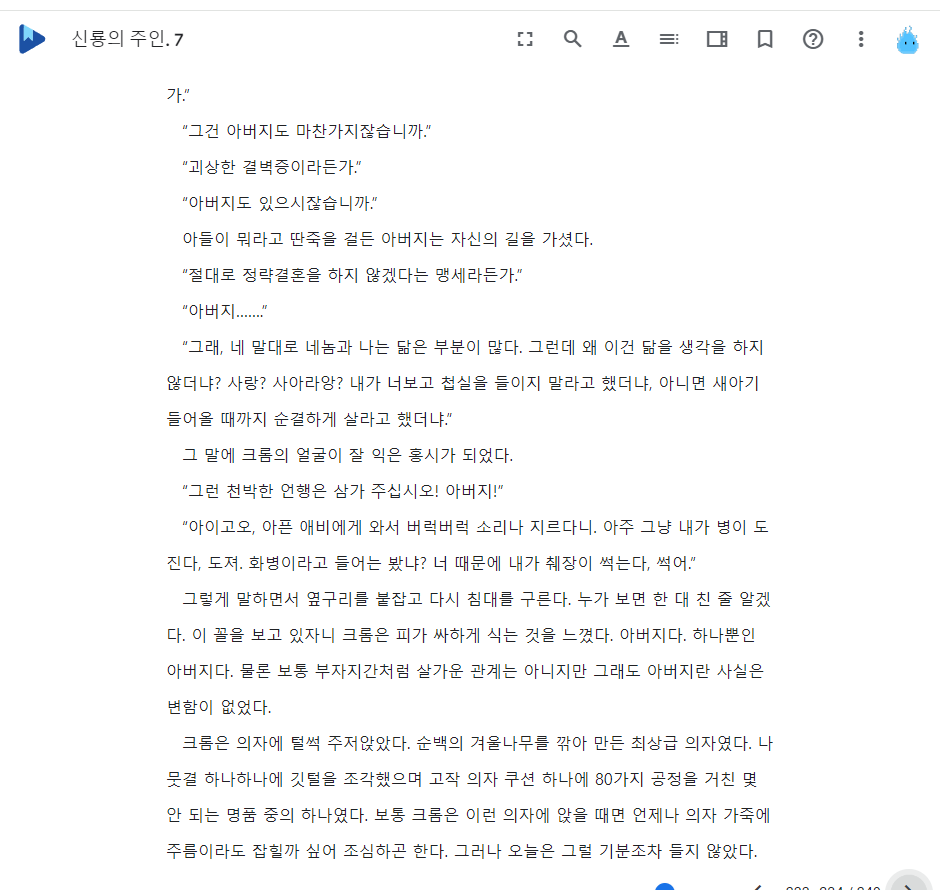 신룡의 주인. 7
가.”
“그건 아버지도 마찬가지잖습니까.”
“괴상한 결벽증이라든가.”
“아버지도 있으시잖습니까.”
아들이 뭐라고 딴죽을 걸든 아버지는 자신의 길을 가셨다.
“절대로 정략결혼을 하지 않겠다는 맹세라든가.”
“아버지…….”
“그래, 네 말대로 네놈과 나는 닮은 부분이 많다. 그런데 왜 이건 닮을 생각을 하지
않더냐? 사랑? 사아라앙? 내가 너보고 첩실을 들이지 말라고 했더냐, 아니면 새아기
들어올 때까지 순결하게 살라고 했더냐.”
그 말에 크롬의 얼굴이 잘 익은 홍시가 되었다.
“그런 천박한 언행은 삼가 주십시오! 아버지!”
“아이고오, 아픈 애비에게 와서 버럭버럭 소리나 지르다니. 아주 그냥 내가 병이 도
진다, 도져. 화병이라고 들어는 봤냐? 너 때문에 내가 췌장이 썩는다, 썩어.”
그렇게 말하면서 옆구리를 붙잡고 다시 침대를 구른다. 누가 보면 한 대 친 줄 알겠
다. 이 꼴을 보고 있자니 크롬은 피가 싸하게 식는 것을 느꼈다. 아버지다. 하나뿐인
아버지다. 물론 보통 부자지간처럼 살가운 관계는 아니지만 그래도 아버지란 사실은
변함이 없었다.
크롬은 의자에 털썩 주저앉았다. 순백의 겨울나무를 깎아 만든 최상급 의자였다. 나
뭇결 하나하나에 깃털을 조각했으며 고작 의자 쿠션 하나에 80가지 공정을 거친 몇
안 되는 명품 중의 하나였다. 보통 크롬은 이런 의자에 앉을 때면 언제나 의자 가죽에
주름이라도 잡힐까 싶어 조심하곤 한다. 그러나 오늘은 그럴 기분조차 들지 않았다.